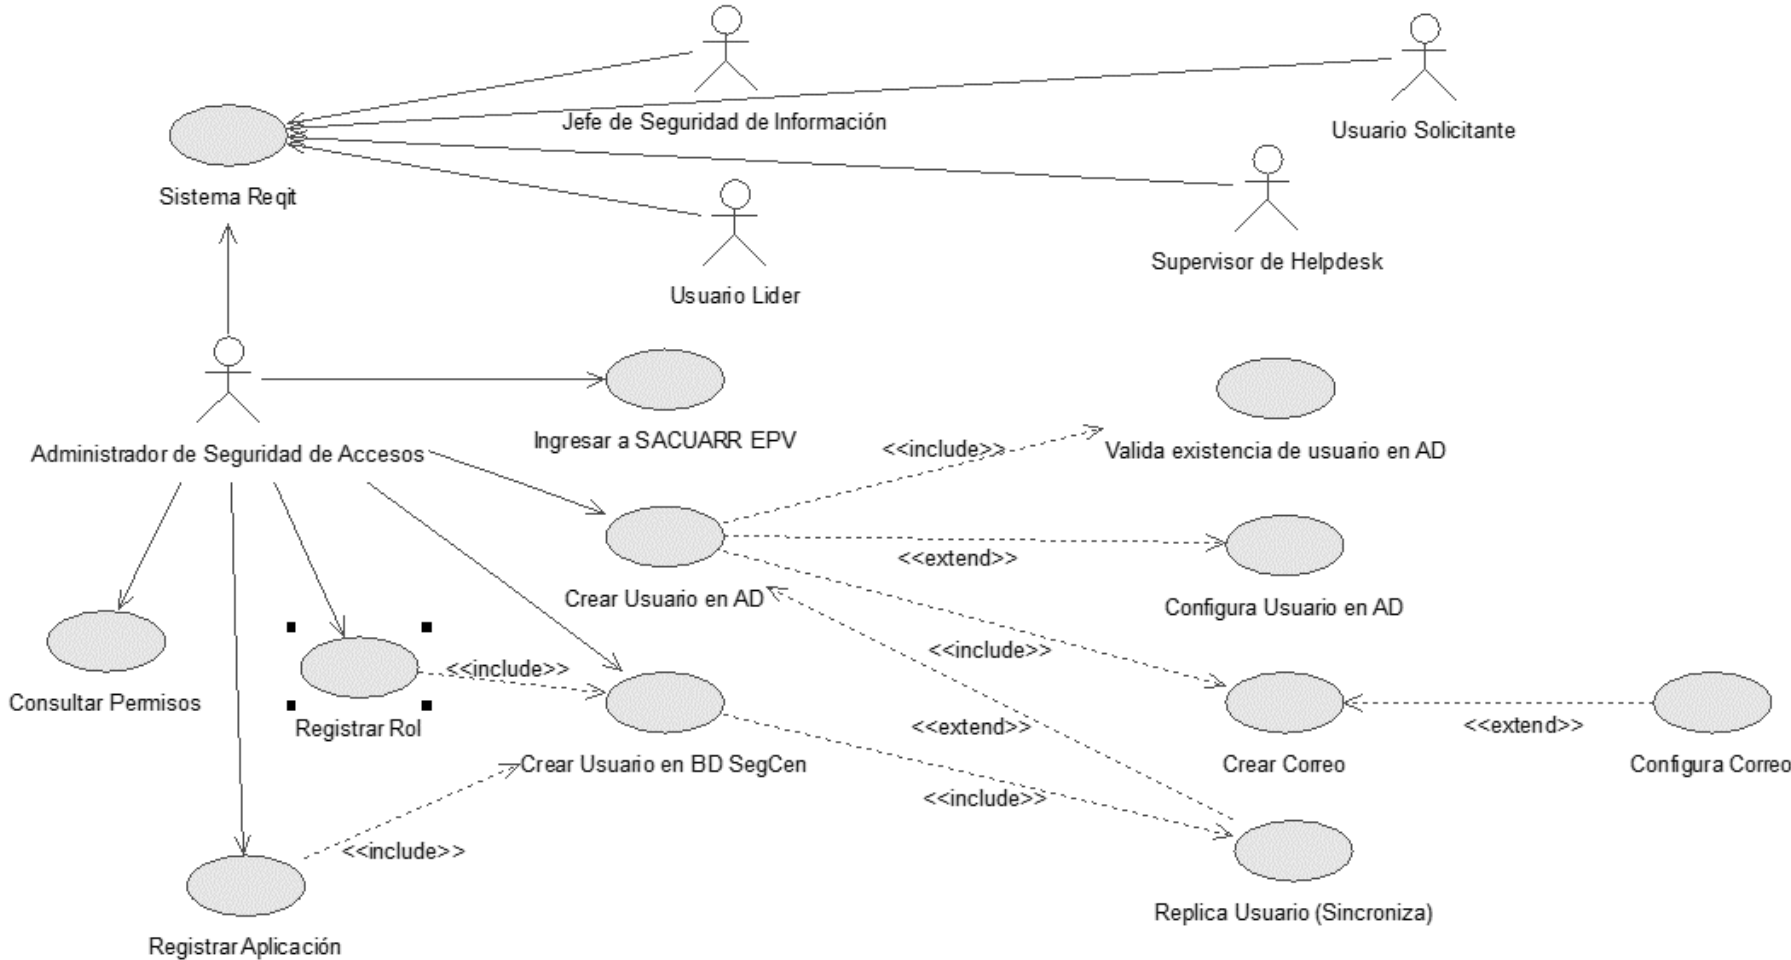 Jefe de Seguridad de Información
Usuario Solicitante
Sistema Reqit
Supervisor de Helpdesk
Usuario Lider
Ingresar a SACUARR EPV
Administrador de Seguridad de Accesos
<<include>>
Valida existencia de usuario en AD
<<extend>>
Crear Usuario en AD
Configura Usuario en AD
<<include>>
<<include>>
Consultar Permisos
Registrar Rol
<<extend>>
<<extend>>
Crear Usuario en BD SegCen
Crear Correo
Configura Correo
<<include>>
<<include>>
Replica Usuario (Sincroniza)
Registrar Aplicación